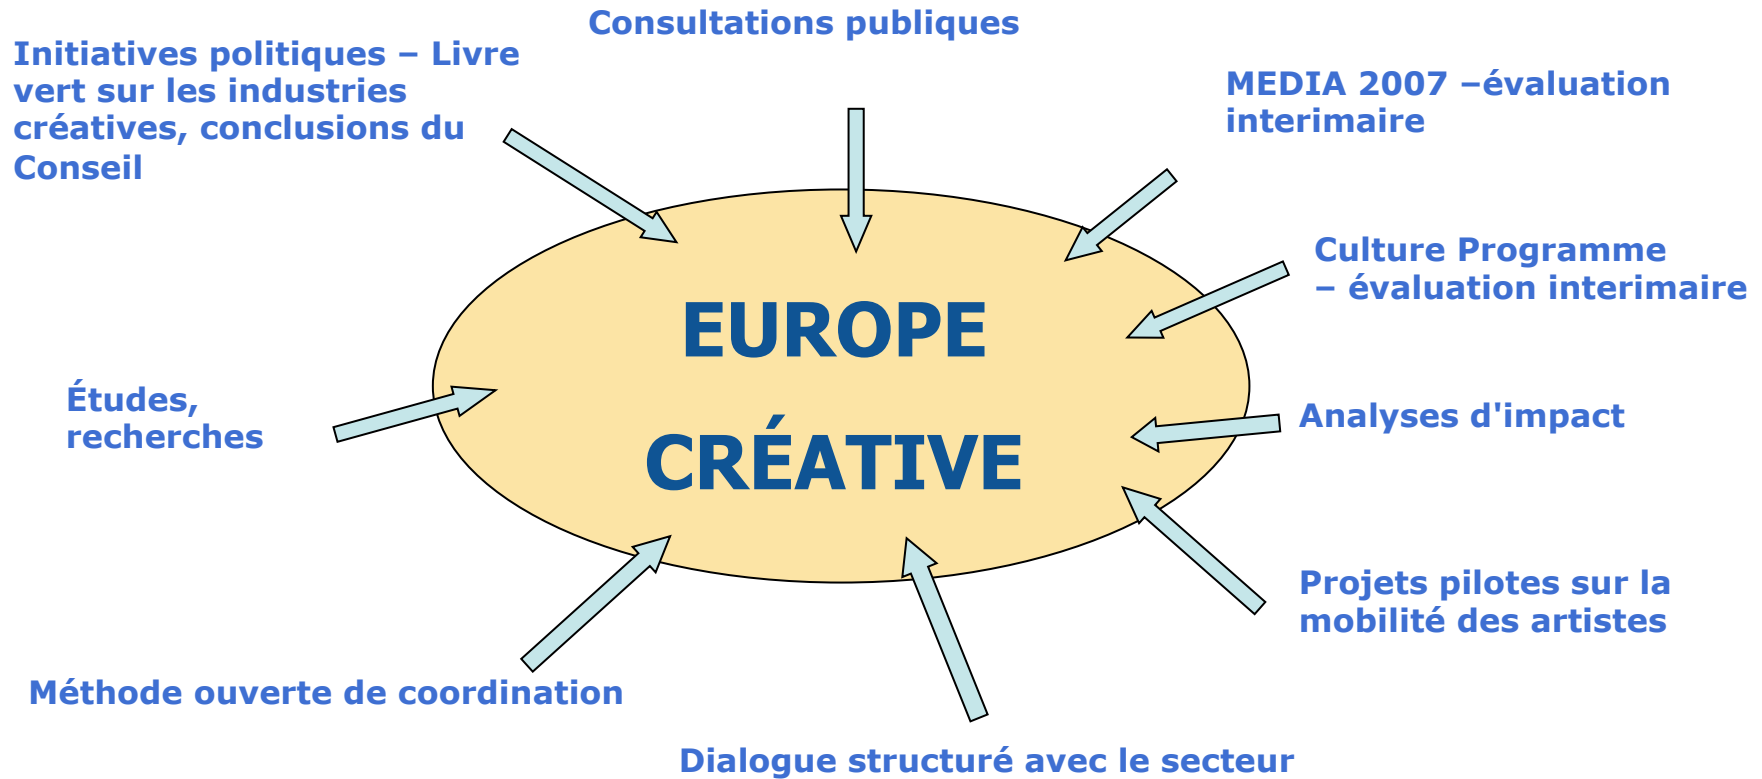 Consultations publiques
Initiatives politiques – Livre
vert sur les industries
créatives, conclusions du
Conseil
MEDIA 2007 –évaluation
interimaire
Culture Programme
– évaluation interimaire
EUROPE
CRÉATIVE
Études,
recherches
Analyses d'impact
Projets pilotes sur la
mobilité des artistes
Méthode ouverte de coordination
Dialogue structuré avec le secteur